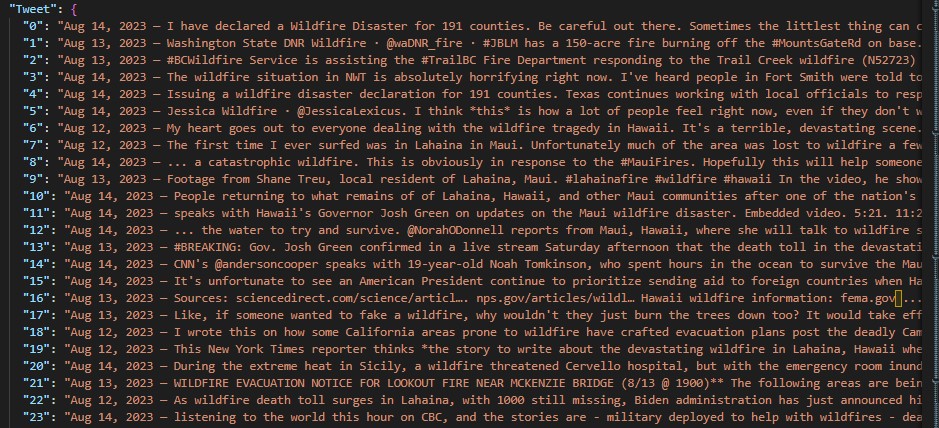 "Tweet": {
"0": "Aug 14, 2023 — I have declared a Wildfire Disaster for 191 counties. Be careful out there. Sometimes the littlest thing can c
"1": "Aug 13, 2023 — Washington State DNR Wildfire · @waDNR_fire · #JBLM has a 150-acre fire burning off the #MountsGateRd on base.
"2": "Aug 13, 2023 — #BCWildfire Service is assisting the #TrailBC Fire Department responding to the Trail Creek wildfire (N52723)
"3": "Aug 14, 2023 — The wildfire situation in NWT is absolutely horrifying right now. I've heard people in Fort Smith were told to
"4": "Aug 14, 2023 — Issuing a wildfire disaster declaration for 191 counties. Texas continues working with local officials to resp
"5": "Aug 14, 2023 — Jessica Wildfire · @JessicaLexicus. I think *this* is how a lot of people feel right now, even if they don't w
"6": "Aug 12, 2023 — My heart goes out to everyone dealing with the wildfire tragedy in Hawaii. It's a terrible, devastating scene.
"7": "Aug 12, 2023 — The first time I ever surfed was in Lahaina in Maui. Unfortunately much of the area was lost to wildfire a few
"8": "Aug 14, 2023 — ... a catastrophic wildfire. This is obviously in response to the #MauiFires. Hopefully this will help someone
"9": "Aug 13, 2023 — Footage from Shane Treu, local resident of Lahaina, Maui. #lahainafire #wildfire #hawaii In the video, he show
"10": "Aug 14, 2023 — People returning to what remains of of Lahaina, Hawaii, and other Maui communities after one of the nation's
"11": "Aug 14, 2023 — speaks with Hawaii's Governor Josh Green on updates on the Maui wildfire disaster. Embedded video. 5:21. 11:2
"12": "Aug 14, 2023 — ... the water to try and survive. @NorahODonnell reports from Maui, Hawaii, where she will talk to wildfire s
"13": "Aug 13, 2023 — #BREAKING: Gov. Josh Green confirmed in a live stream Saturday afternoon that the death toll in the devastati
"14": "Aug 14, 2023 — CNN's @andersoncooper speaks with 19-year-old Noah Tomkinson, who spent hours in the ocean to survive the Mau
"15": "Aug 14, 2023 — It's unfortunate to see an American President continue to prioritize sending aid to foreign countries when Ha
"16": "Aug 13, 2023 — Sources: sciencedirect.com/science/articl…. nps.gov/articles/wildl… Hawaii wildfire information: fema.gov ...
"17": "Aug 13, 2023 — Like, if someone wanted to fake a wildfire, why wouldn't they just burn the trees down too? It would take eff
"18": "Aug 12, 2023 — I wrote this on how some California areas prone to wildfire have crafted evacuation plans post the deadly Cam
"19": "Aug 12, 2023 — This New York Times reporter thinks *the story to write about the devastating wildfire in Lahaina, Hawaii whe
"20": "Aug 14, 2023 — During the extreme heat in Sicily, a wildfire threatened Cervello hospital, but with the emergency room inund
"21": "Aug 13, 2023 — WILDFIRE EVACUATION NOTICE FOR LOOKOUT FIRE NEAR MCKENZIE BRIDGE (8/13 @ 1900)** The following areas are bein
"22": "Aug 12, 2023 — As wildfire death toll surges in Lahaina, with 1000 still missing, Biden administration has just announced hi
"23": "Aug 14, 2023 — listening to the world this hour on CBC, and the stories are - military deployed to help with wildfires - dea